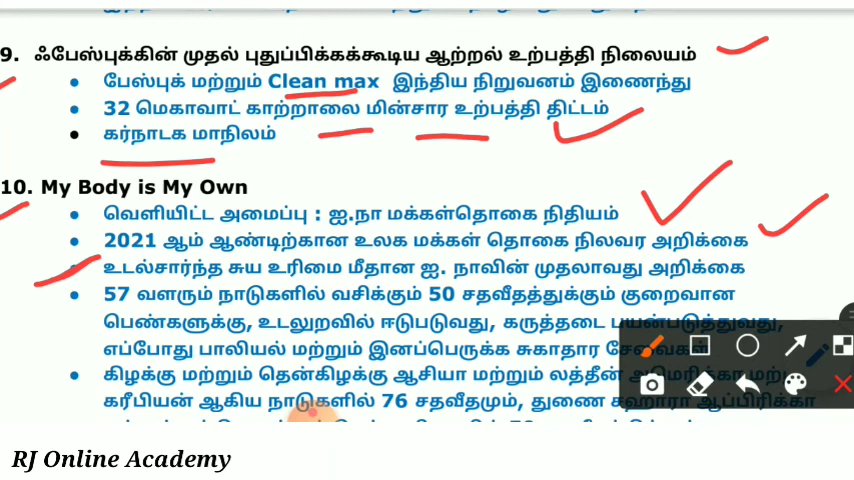 9. ஃபேஸ்புக்கின் முதல் புதுப்பிக்கக்கூடிய ஆற்றல் உற்பத்தி நிலையம்
• பேஸ்புக் மற்றும் Clean max இந்திய நிறுவனம் இணைந்து
• 32 மெகாவாட் காற்றாலை மின்சார உற்பத்தி திட்டம்
• கர்நாடக மாநிலம்
10. My Body is My Own
• வெளியிட்ட அமைப்பு : ஐ.நா மக்கள்தொகை நிதியம்
• 2021 ஆம் ஆண்டிற்கான உலக மக்கள் தொகை நிலவர அறிக்கை
• உடல்சார்ந்த சுய உரிமை மீதான ஐ. நாவின் முதலாவது அறிக்கை
• 57 வளரும் நாடுகளில் வசிக்கும் 50 சதவீதத்துக்கும் குறைவான
பெண்களுக்கு, உடலுறவில் ஈடுபடுவது, கருத்தடை பயன்படுத்துவது,
எப்போது பாலியல் மற்றும் இனப்பெருக்க சுகாதார சேவைகள்
• கிழக்கு மற்றும் தென்கிழக்கு ஆசியா மற்றும் லத்தீன் அமெரிக்கா
கரீபியன் ஆகிய நாடுகளில் 76 சதவீதமும், துணை சஹாரா ஆப்பிரிக்கா
RJ Online Academy